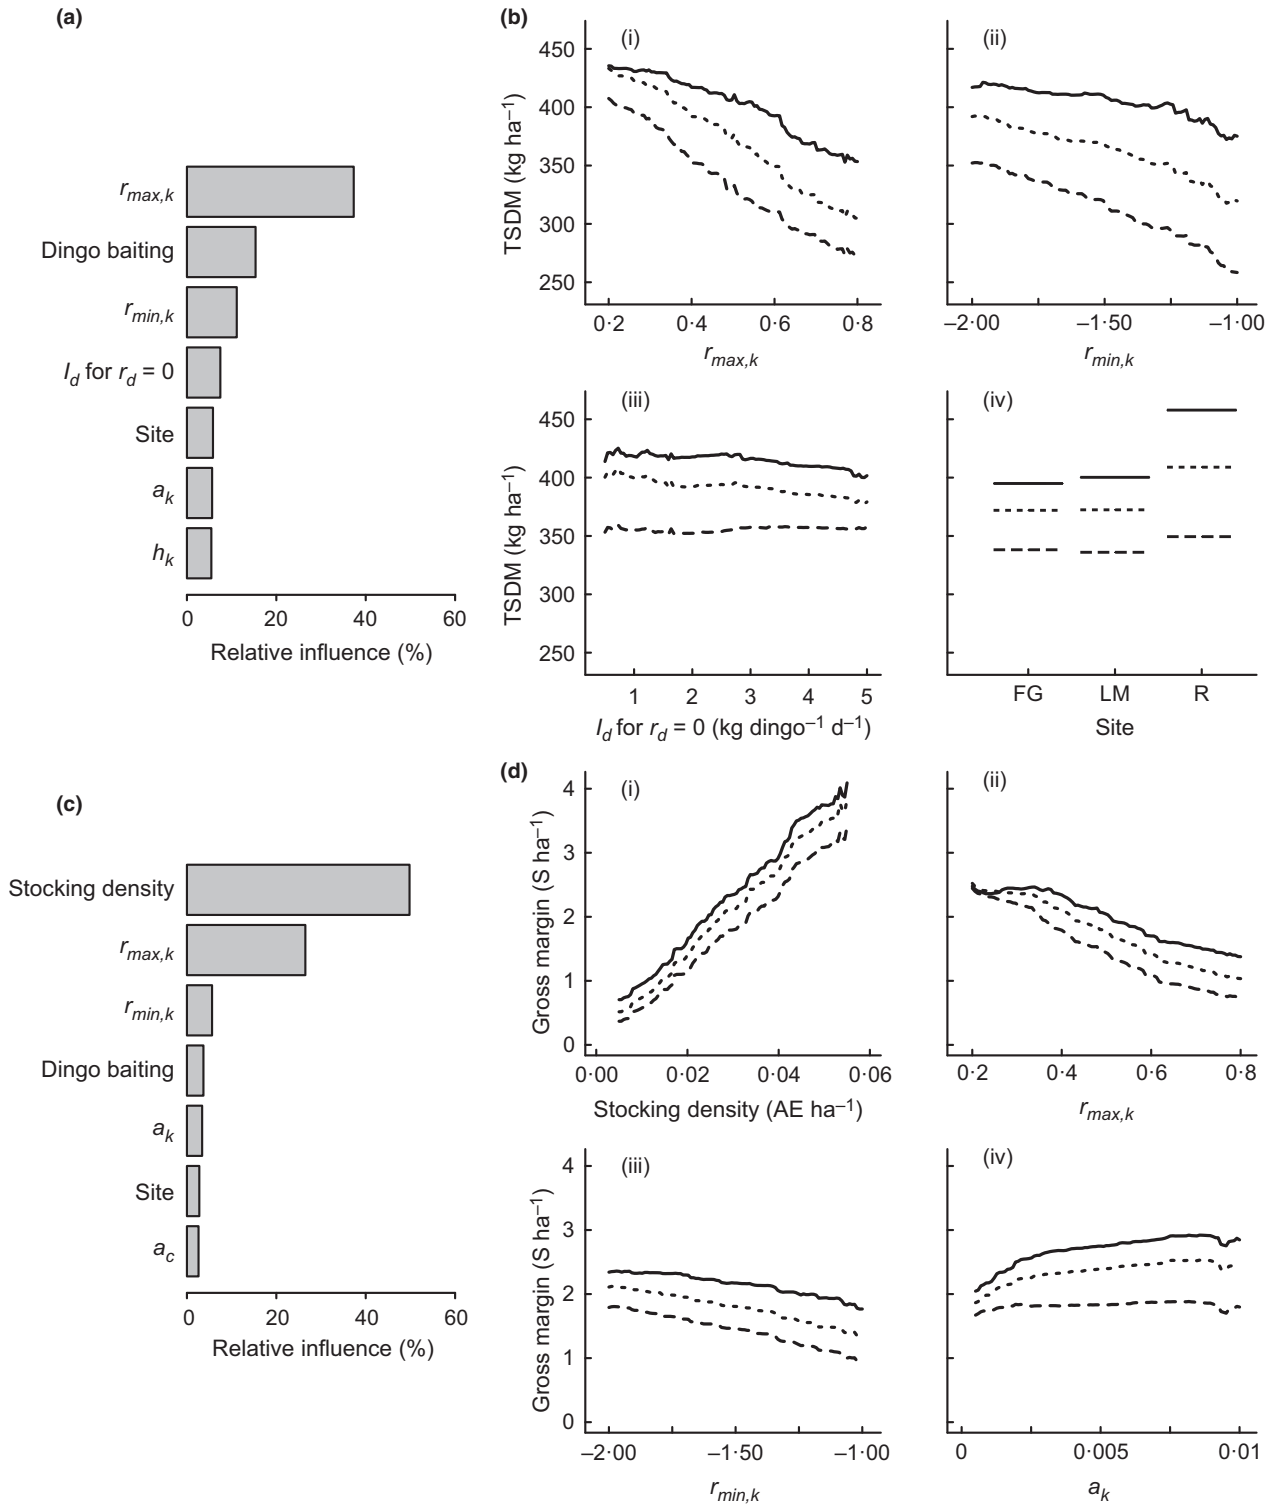 (a)
r_max,k
Dingo baiting
r_min,k
I_d for r_d = 0
Site
a_k
h_k
0 20 40 60
Relative influence (%)
(b)
(i)
TSDM (kg ha⁻¹)
450
400
350
300
250
0·2 0·4 0·6 0·8
r_max,k
(ii)
−2·00 −1·50 −1·00
r_min,k
(iii)
TSDM (kg ha⁻¹)
450
400
350
300
250
1 2 3 4 5
I_d for r_d = 0 (kg dingo⁻¹ d⁻¹)
(iv)
FG LM R
Site
(c)
Stocking density
r_max,k
r_min,k
Dingo baiting
a_k
Site
a_c
0 20 40 60
Relative influence (%)
(d)
(i)
Gross margin (S ha⁻¹)
4
3
2
1
0
0·00 0·02 0·04 0·06
Stocking density (AE ha⁻¹)
(ii)
0·2 0·4 0·6 0·8
r_max,k
(iii)
Gross margin (S ha⁻¹)
4
3
2
1
0
−2·00 −1·50 −1·00
r_min,k
(iv)
0 0·005 0·01
a_k